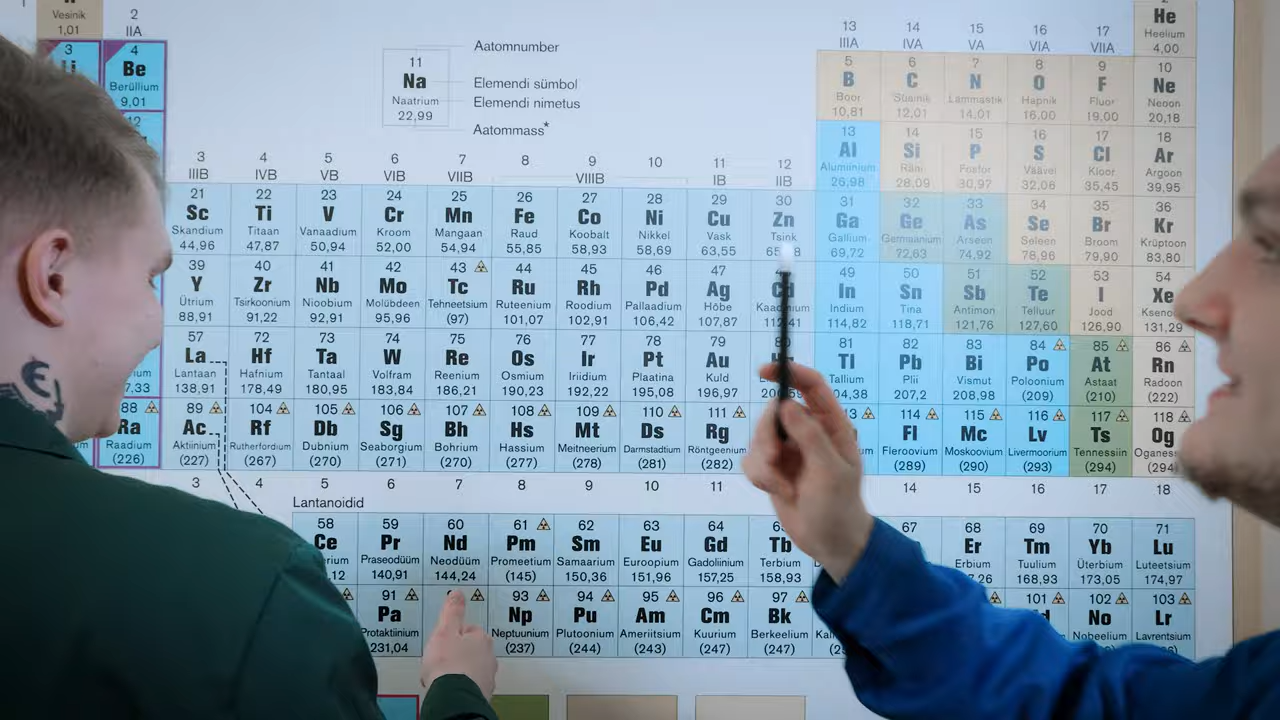 Vesinik
1,01
2
IIA
3
4
Be
Berüllium
9,01
12
11
Na
Naatrium
22,99
Aatomnumber
Elemendi sümbol
Elemendi nimetus
Aatommass*
13 14 15 16 17
IIIA IVA VA VIA VIIA
He
Heelium
4,00
5 6 7 8 9 10
B C N O F Ne
Boor Süsinik Lämmastik Hapnik Fluor Neoon
10,81 12,01 14,01 16,00 19,00 20,18
13 14 15 16 17 18
Al Si P S Cl Ar
Alumiinium Räni Fosfor Väävel Kloor Argoon
26,98 28,09 30,97 32,06 35,45 39,95
3 4 5 6 7 8 9 10 11 12
IIIB IVB VB VIB VIIB VIIIB IB IIB
21 22 23 24 25 26 27 28 29 30 31 32 33 34 35 36
Sc Ti V Cr Mn Fe Co Ni Cu Zn Ga Ge As Se Br Kr
Skandium Titaan Vanaadium Kroom Mangaan Raud Koobalt Nikkel Vask Tsink Gallium Germaanium Arseen Seleen Broom Krüptoon
44,96 47,87 50,94 52,00 54,94 55,85 58,93 58,69 63,55 69,72 72,63 74,92 78,96 79,90 83,80
39 40 41 42 43 44 45 46 47 49 50 51 52 53 54
Y Zr Nb Mo Tc Ru Rh Pd Ag In Sn Sb Te I Xe
Ütrium Tsirkoonium Nioobium Molübdeen Tehneetsium Ruteenium Roodium Pallaadium Hõbe Indium Tina Antimon Telluur Jood
88,91 91,22 92,91 95,96 (97) 101,07 102,91 106,42 107,87 114,82 118,71 121,76 127,60 126,90 131,29
57 72 73 74 75 76 77 78 79 80 81 82 83 84 85 86
La Hf Ta W Re Os Ir Pt Au Tl Pb Bi Po At Rn
Lantaan Hafnium Tantaal Volfram Reenium Osmium Iriidium Plaatina Kuld Tallium Plii Vismut Poloonium Astaat Radoon
7,33 138,91 178,49 180,95 183,84 186,21 190,23 192,22 195,08 196,97 04,38 207,2 208,98 (209) (210) (222)
88 89 104 105 106 107 108 109 110 111 114 115 116 117 118
Ra Ac Rf Db Sg Bh Hs Mt Ds Rg Fl Mc Lv Ts Og
Raadium Aktiinium Rutherfordium Dubnium Seaborgium Bohrium Hassium Meitneerium Darmstadtium Röntgeenium Fleroovium Moskoovium Livermoorium Tennessiin
(226) (227) (267) (270) (271) (270) (277) (278) (281) (282) (289) (290) (293) (294) (294
3 4 5 6 7 8 9 10 11 14 15 16 17 18
Lantanoidid
58 59 60 61 62 63 64 67 68 69 70 71
Ce Pr Nd Pm Sm Eu Gd Tb Er Tm Yb Lu
Praseodüüm Neodüüm Promeetium Samaarium Euroopium Gadoliinium Terbium Erbium Tuulium Üterbium Luteetsium
140,91 144,24 (145) 150,36 151,96 157,25 158,93 168,93 173,05 174,97
91 93 94 95 96 97 101 102 103
Pa Np Pu Am Cm Bk No Lr
Protaktiinium Neptuunium Plutoonium Ameriitsium Kuurium Berkeelium Nobeelium Lavrentsium
231,04 (237) (244) (243) (247) (247)